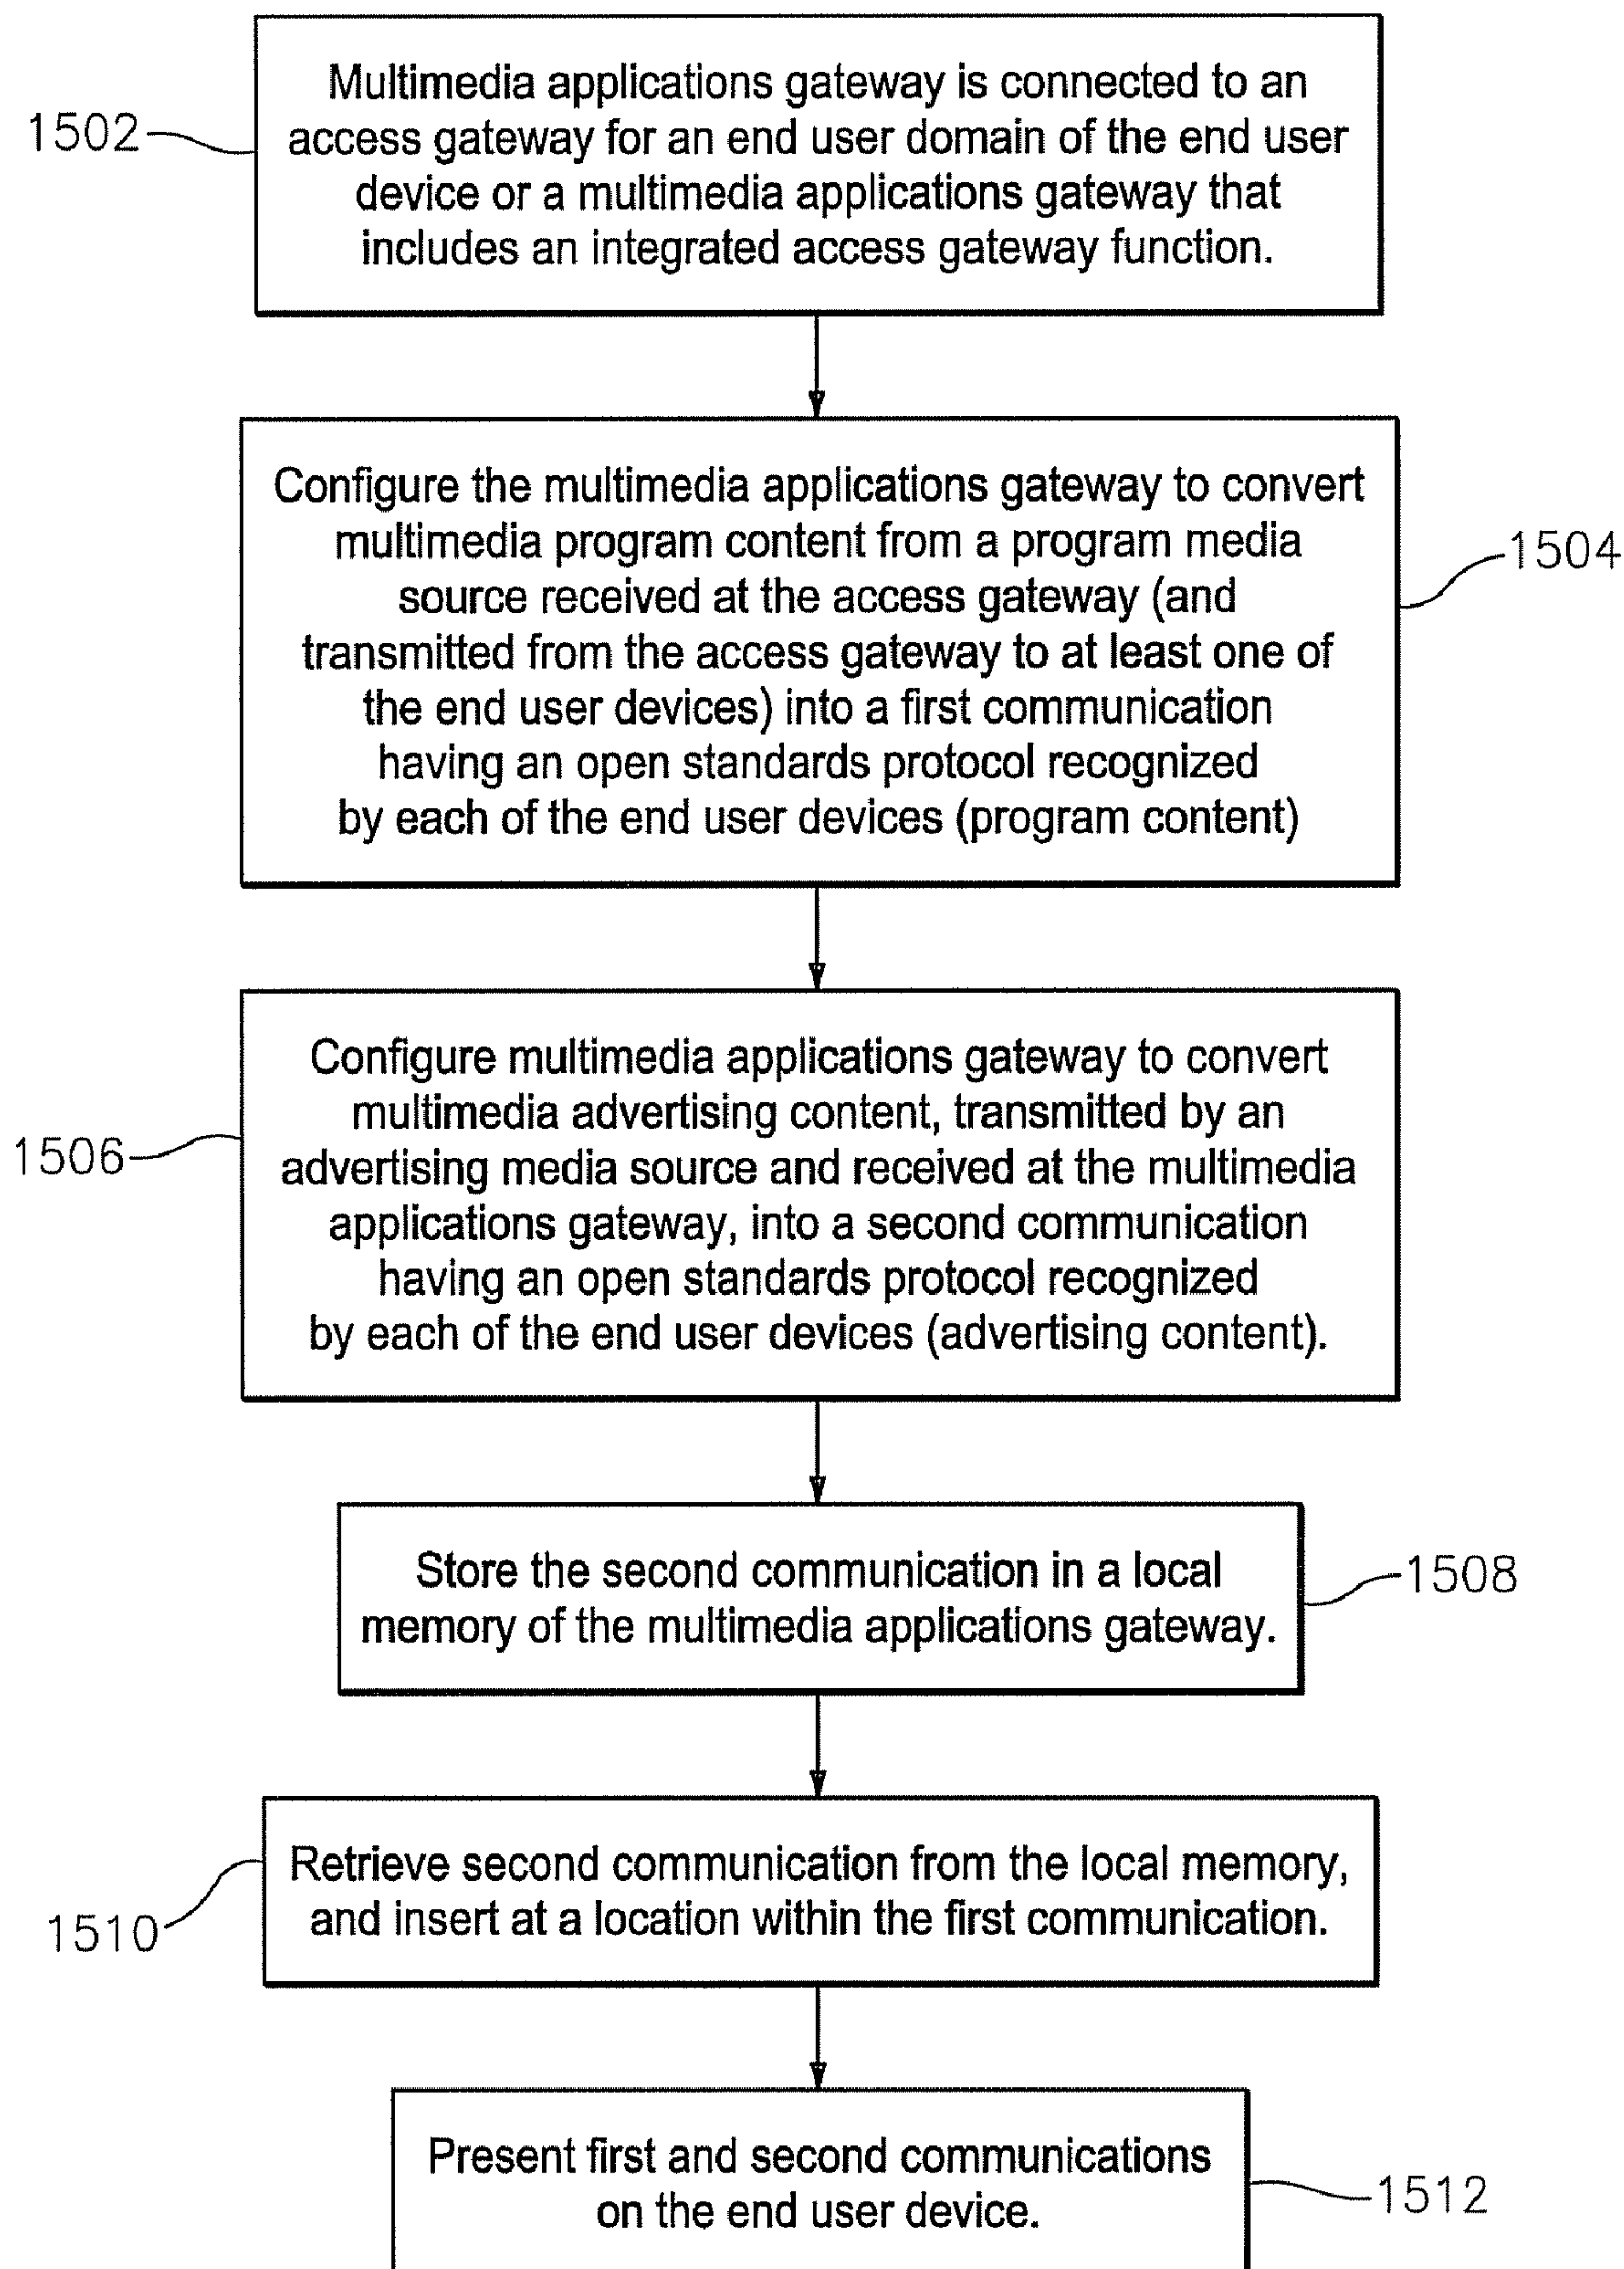 Multimedia applications gateway is connected to an
access gateway for an end user domain of the end user
device or a multimedia applications gateway that
includes an integrated access gateway function.
1502
Configure the multimedia applications gateway to convert
multimedia program content from a program media
source received at the access gateway (and
transmitted from the access gateway to at least one of
the end user devices) into a first communication
having an open standards protocol recognized
by each of the end user devices (program content)
1504
Configure multimedia applications gateway to convert
multimedia advertising content, transmitted by an
advertising media source and received at the multimedia
applications gateway, into a second communication
having an open standards protocol recognized
by each of the end user devices (advertising content).
1506
Store the second communication in a local
memory of the multimedia applications gateway.
1508
Retrieve second communication from the local memory,
and insert at a location within the first communication.
1510
Present first and second communications
on the end user device.
1512